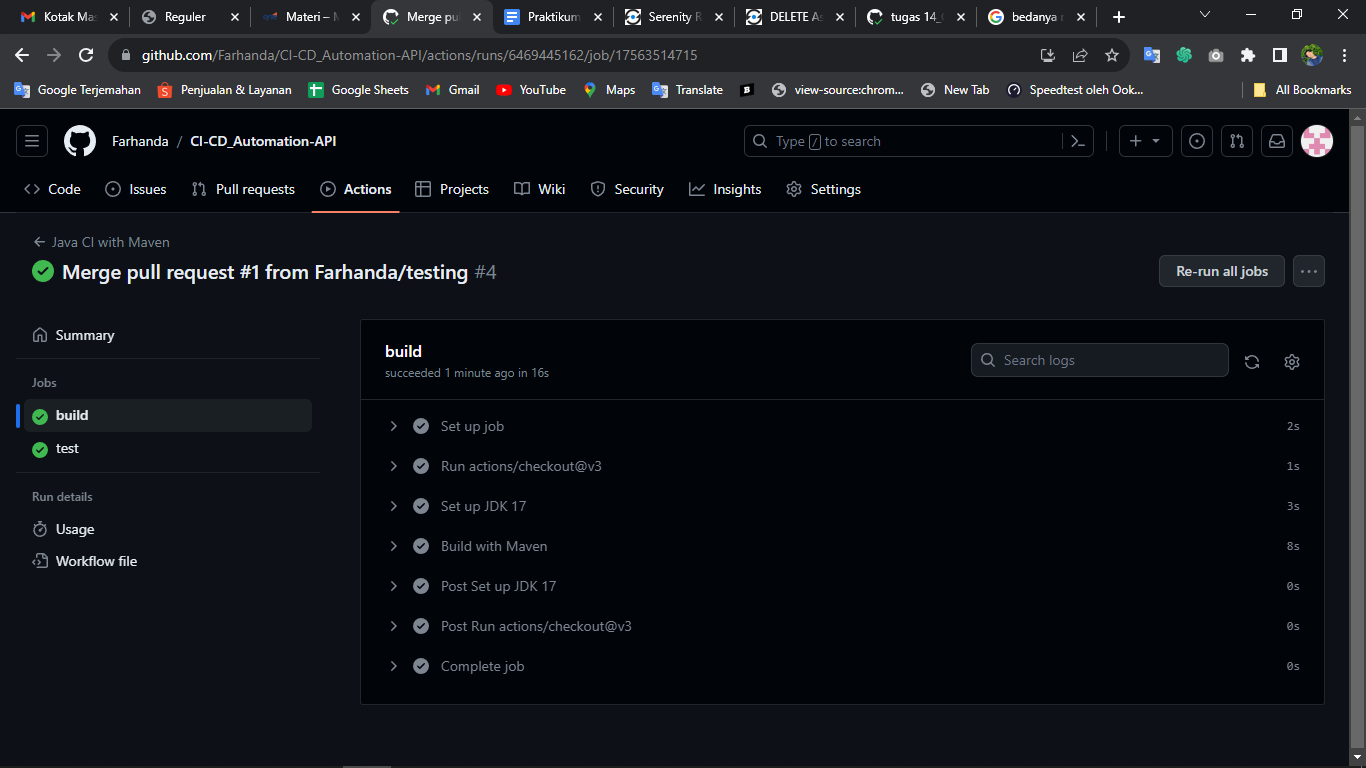 Kotak Ma
Reguler
Materi – M
Merge pu
Praktikum
Serenity R
DELETE As
tugas 14_
bedanya
github.com/Farhanda/CI-CD_Automation-API/actions/runs/6469445162/job/17563514715
Google Terjemahan
Penjualan & Layanan
Google Sheets
Gmail
YouTube
Maps
Translate
view-source:chrom...
New Tab
Speedtest oleh Ook...
All Bookmarks
Farhanda / CI-CD_Automation-API
Type / to search
Code
Issues
Pull requests
Actions
Projects
Wiki
Security
Insights
Settings
Java CI with Maven
Merge pull request #1 from Farhanda/testing #4
Re-run all jobs
Summary
Jobs
build
test
Run details
Usage
Workflow file
build
succeeded 1 minute ago in 16s
Search logs
Set up job 2s
Run actions/checkout@v3 1s
Set up JDK 17 3s
Build with Maven 8s
Post Set up JDK 17 0s
Post Run actions/checkout@v3 0s
Complete job 0s